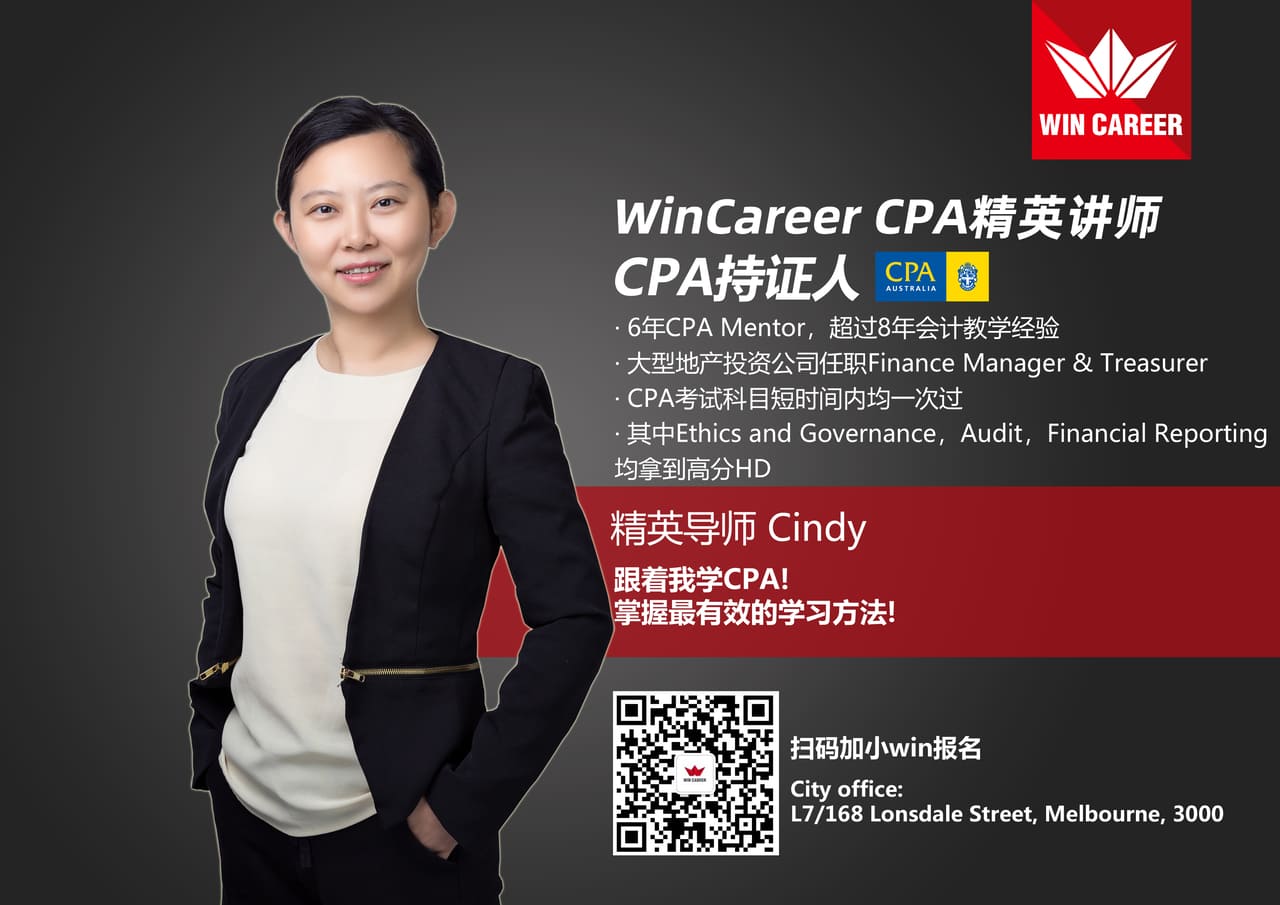 WIN CAREER
WinCareer CPA精英讲师
CPA持证人 CPA AUSTRALIA
· 6年CPA Mentor，超过8年会计教学经验
· 大型地产投资公司任职Finance Manager & Treasurer
· CPA考试科目短时间内均一次过
· 其中Ethics and Governance，Audit，Financial Reporting
均拿到高分HD
精英导师 Cindy
跟着我学CPA!
掌握最有效的学习方法!
WIN CAREER
扫码加小win报名
City office:
L7/168 Lonsdale Street, Melbourne, 3000